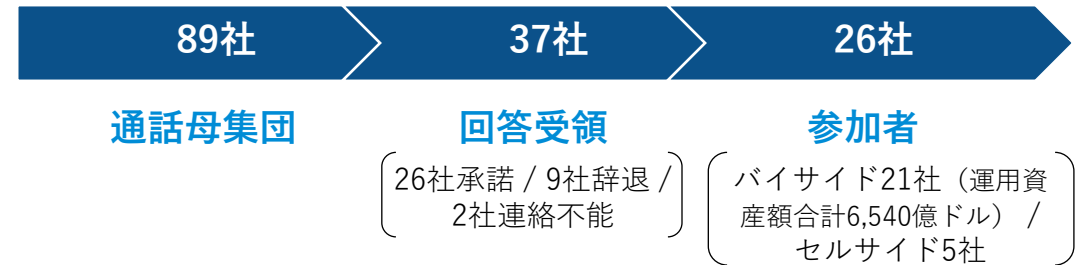 89社
37社
26社
通話母集団
回答受領
参加者
26社承諾 / 9社辞退 /
2社連絡不能
バイサイド21社（運用資
産額合計6,540億ドル） /
セルサイド5社